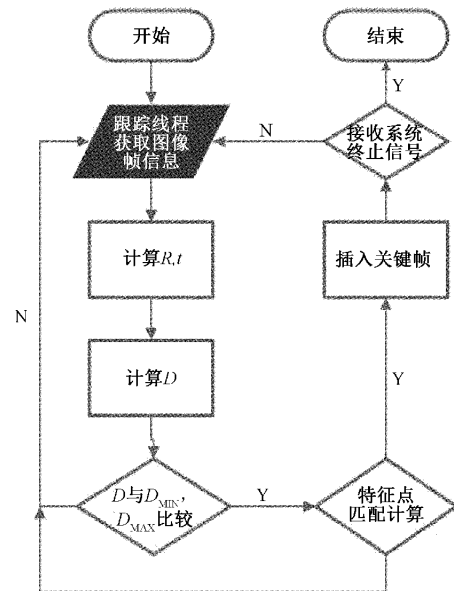 开始
结束
跟踪线程
获取图像
帧信息
N
接收系统
终止信号
Y
计算R,t
插入关键帧
N
计算D
Y
D与D_MIN,
D_MAX比较
Y
特征点
匹配计算